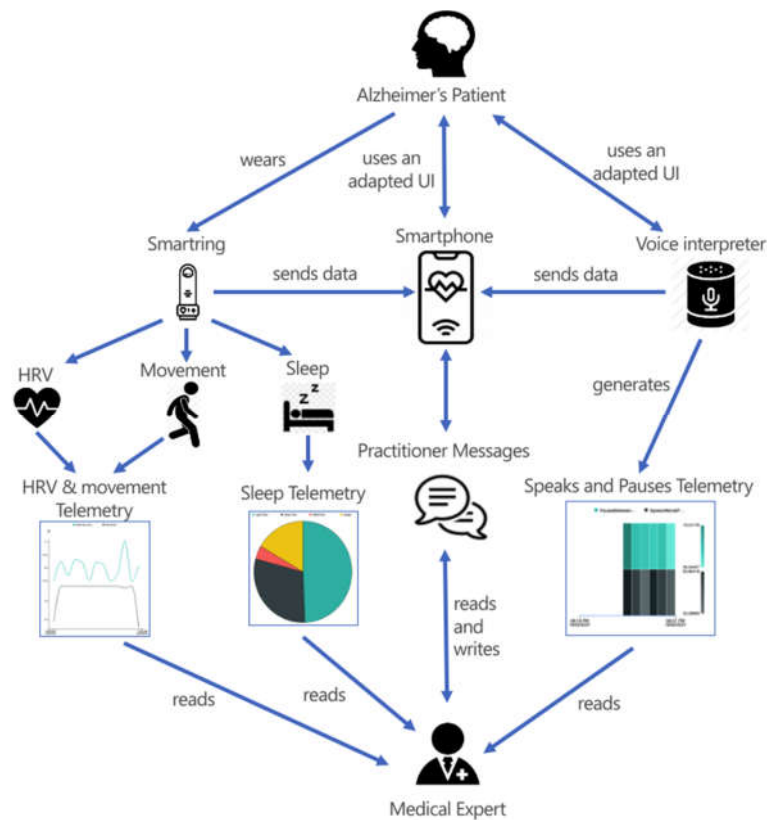 Alzheimer's Patient
wears
uses an
adapted UI
uses an
adapted UI
Smartring
Smartphone
Voice interpreter
sends data
sends data
HRV
Movement
Sleep
z z z
generates
Practitioner Messages
HRV & movement
Telemetry
Sleep Telemetry
Speaks and Pauses Telemetry
reads
and
writes
reads
reads
reads
Medical Expert